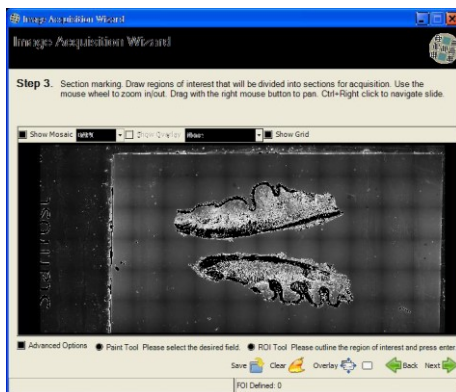 Image Acquisition Wizard
Image Acquisition Wizard
Step 3. Section marking. Draw regions of interest that will be divided into sections for acquisition. Use the
mouse wheel to zoom in/out. Drag with the right mouse button to pan. Ctrl+Right click to navigate slide.
Show Mosaic Show Overlay Show Grid
Advanced Options Paint Tool Please select the desired field. ROI Tool Please outline the region of interest and press enter.
Save Clear Overlay Back Next
FOI Defined: 0